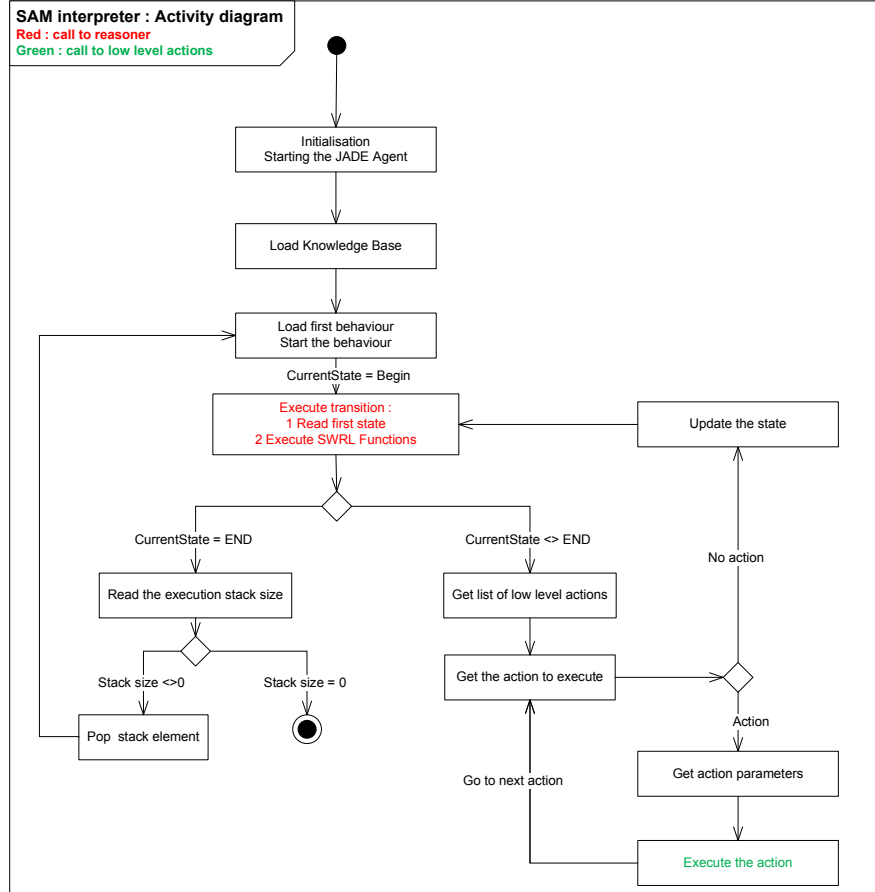 SAM interpreter : Activity diagram
Red : call to reasoner
Green : call to low level actions
Initialisation
Starting the JADE Agent
Load Knowledge Base
Load first behaviour
Start the behaviour
CurrentState = Begin
Execute transition :
1 Read first state
2 Execute SWRL Functions
Update the state
CurrentState = END
CurrentState <> END
No action
Read the execution stack size
Get list of low level actions
Get the action to execute
Stack size <>0
Stack size = 0
Action
Pop stack element
Go to next action
Get action parameters
Execute the action